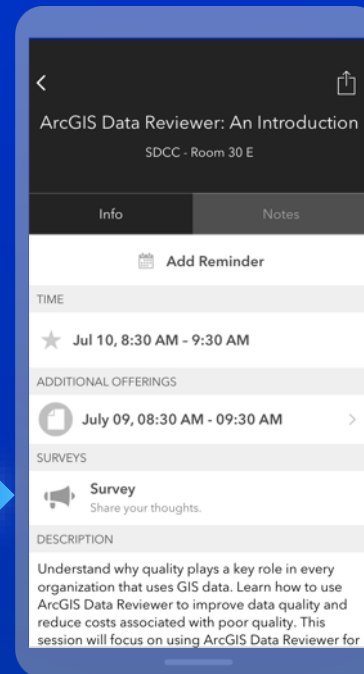 ArcGIS Data Reviewer: An Introduction
SDCC - Room 30 E
Info
Notes
Add Reminder
TIME
Jul 10, 8:30 AM – 9:30 AM
ADDITIONAL OFFERINGS
July 09, 08:30 AM - 09:30 AM
SURVEYS
Survey
Share your thoughts.
DESCRIPTION
Understand why quality plays a key role in every
organization that uses GIS data. Learn how to use
ArcGIS Data Reviewer to improve data quality and
reduce costs associated with poor quality. This
session will focus on using ArcGIS Data Reviewer for